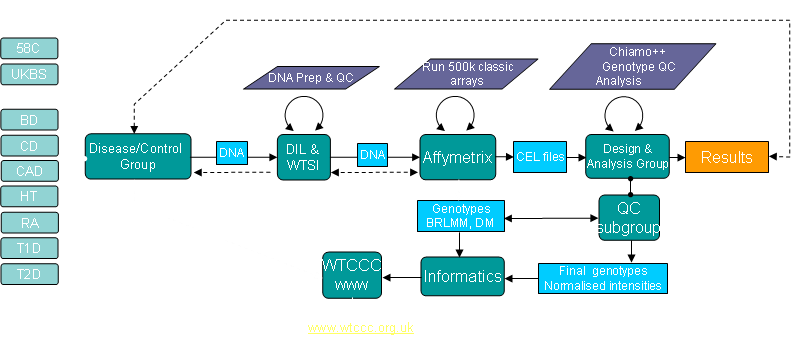 58C
UKBS
BD
CD
CAD
HT
RA
T1D
T2D
DNA Prep & QC
Run 500k classic
arrays
Chiamo++
Genotype QC
Analysis
Disease/Control
Group
DNA
DIL &
WTSI
DNA
Affymetrix
CEL files
Design &
Analysis Group
Results
Genotypes
BRLMM, DM
QC
subgroup
WTCCC
www
Informatics
Final genotypes
Normalised intensities
www.wtccc.org.uk